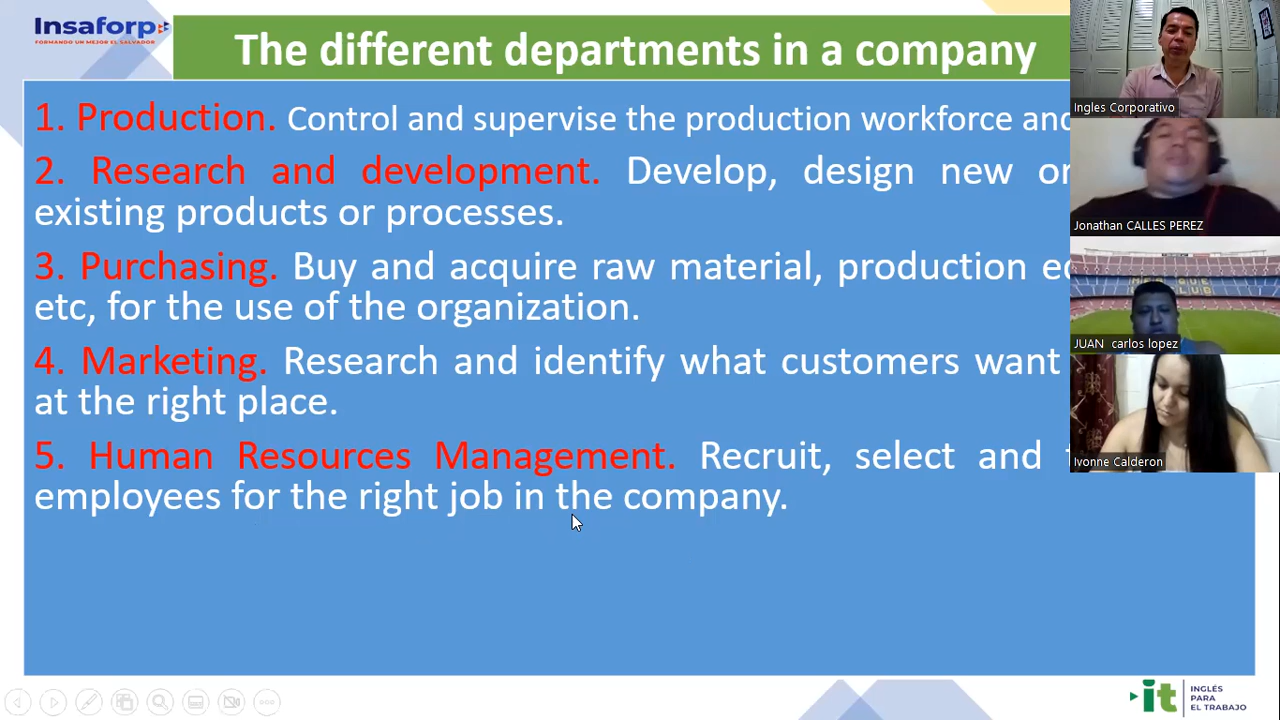 Insaforp
FORMANDO UN MEJOR EL SALVADOR
The different departments in a company
1. Production. Control and supervise the production workforce and
2. Research and development. Develop, design new or
existing products or processes.
3. Purchasing. Buy and acquire raw material, production
etc, for the use of the organization.
4. Marketing. Research and identify what customers want
at the right place.
5. Human Resources Management. Recruit, select and
employees for the right job in the company.
Ingles Corporativo
Jonathan CALLES PEREZ
JUAN carlos lopez
Ivonne Calderon
it
INGLÉS
PARA
EL TRABAJO